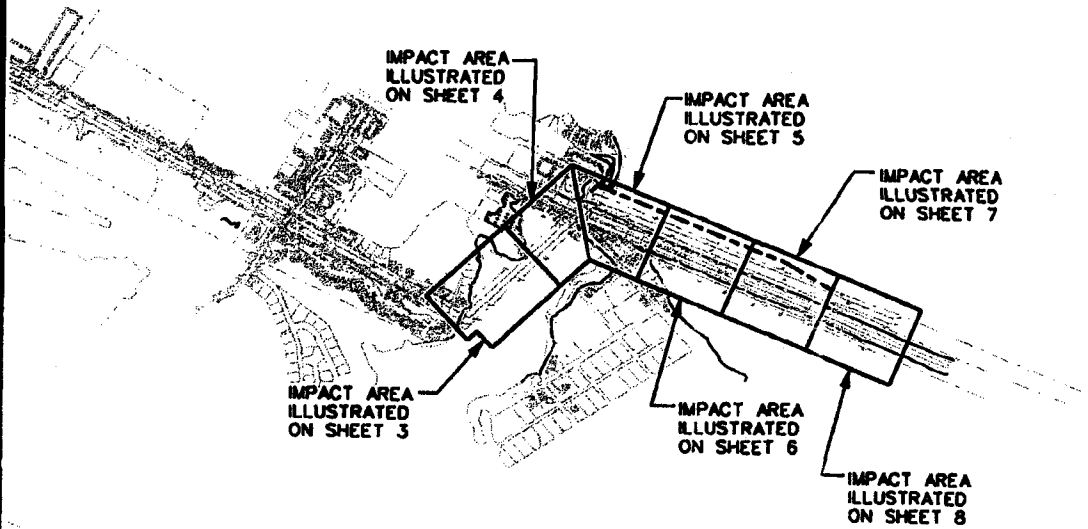 IMPACT AREA
ILLUSTRATED
ON SHEET 4
IMPACT AREA
ILLUSTRATED
ON SHEET 5
IMPACT AREA
ILLUSTRATED
ON SHEET 7
IMPACT AREA
ILLUSTRATED
ON SHEET 3
IMPACT AREA
ILLUSTRATED
ON SHEET 6
IMPACT AREA
ILLUSTRATED
ON SHEET 8